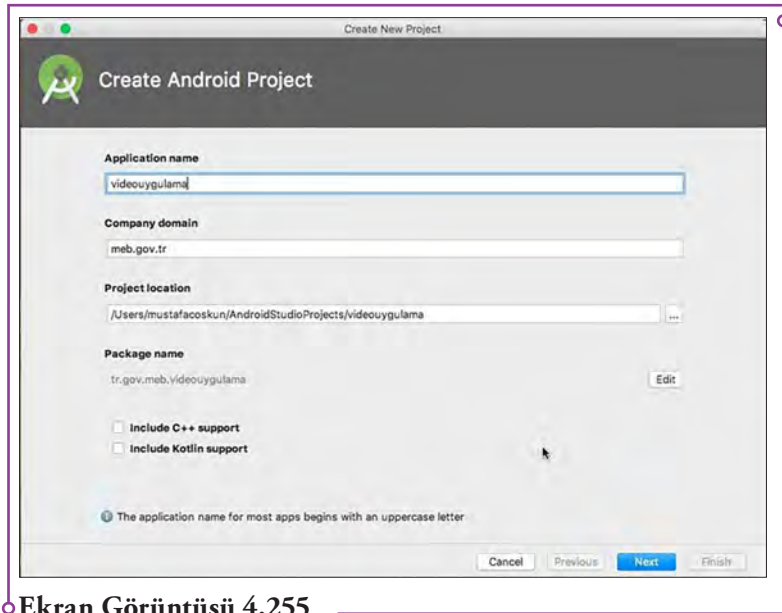 Create New Project
Create Android Project
Application name
videouygulama
Company domain
meb.gov.tr
Project location
/Users/mustafacoskun/AndroidStudioProjects/videouygulama
...
Package name
tr.gov.meb.videouygulama
Edit
Include C++ support
Include Kotlin support
The application name for most apps begins with an uppercase letter
Cancel Previous Next Finish
Ekran Görüntüsü 4.255